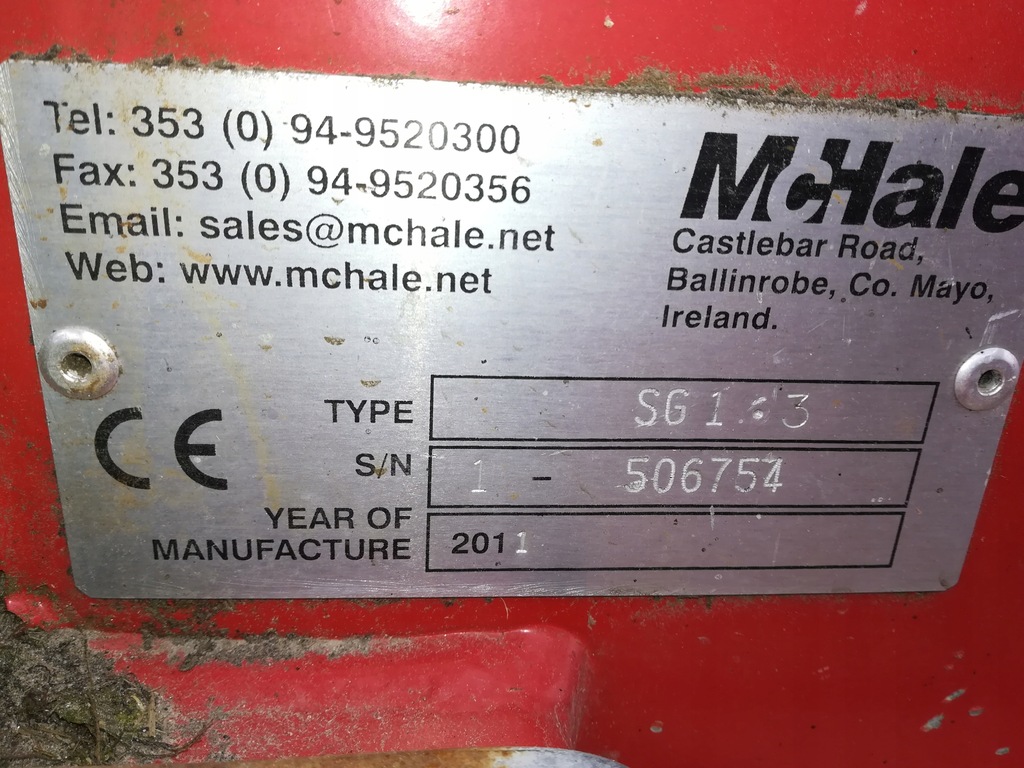 Tel: 353 (0) 94-9520300
Fax: 353 (0) 94-9520356
Email: sales@mchale.net
Web: www.mchale.net
McHale
Castlebar Road,
Ballinrobe, Co. Mayo,
Ireland.
CE
TYPE
S/N 1 - 506754
YEAR OF
MANUFACTURE 2011